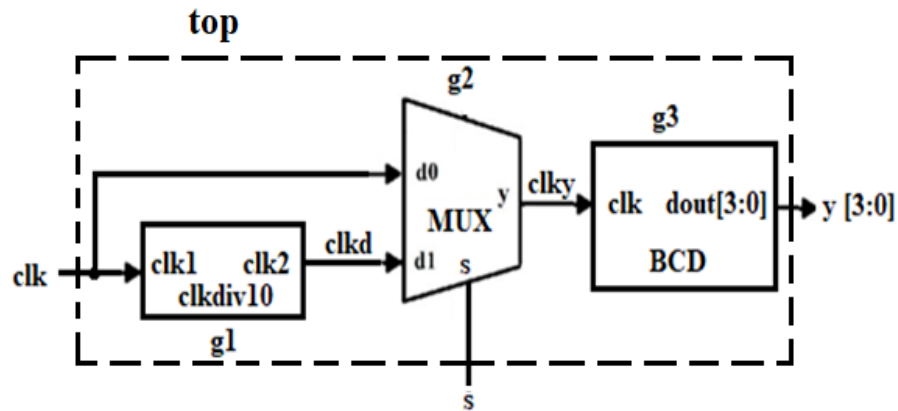 top
g2
g3
d0
y
clky
clk dout[3:0]
y [3:0]
MUX
clkd
clk
clk1 clk2
d1
s
BCD
clkdiv10
g1
s